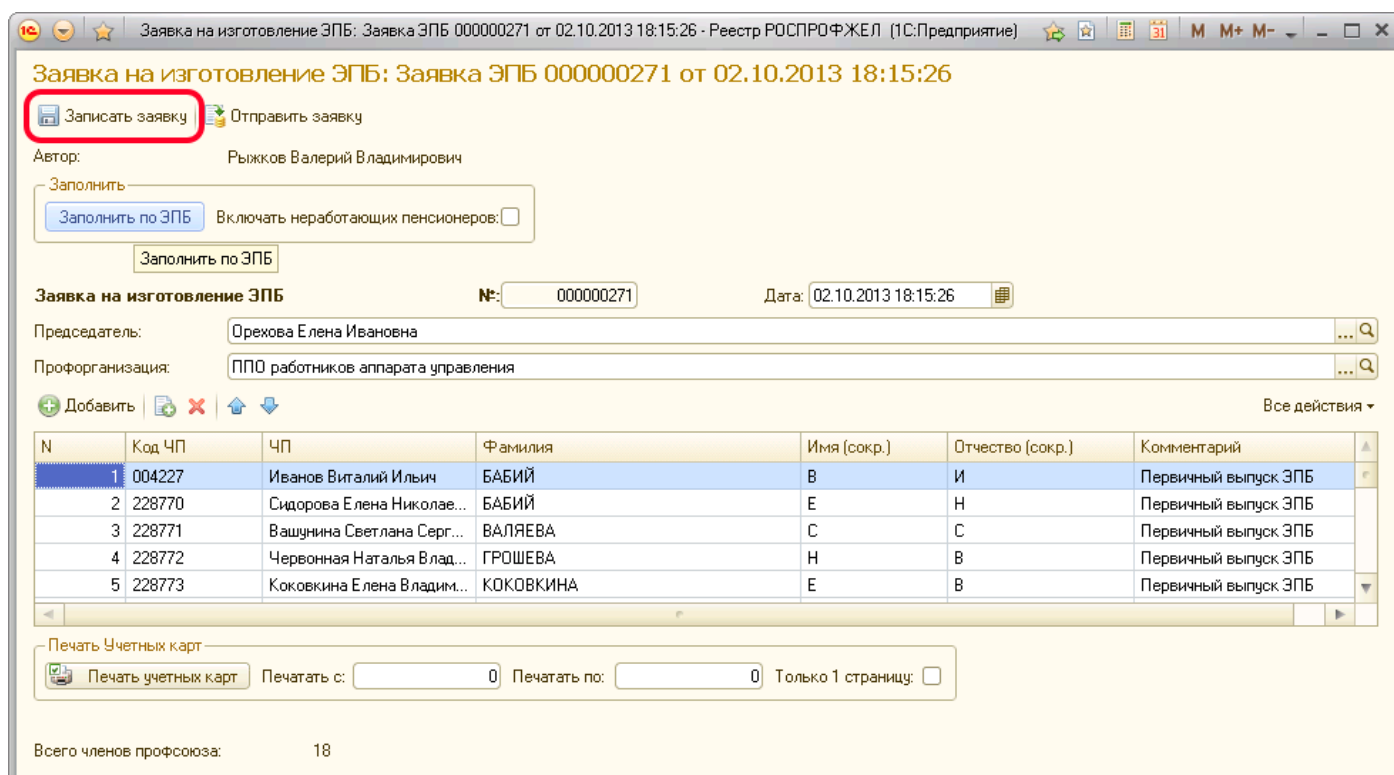 1С Заявка на изготовление ЭПБ: Заявка ЭПБ 000000271 от 02.10.2013 18:15:26 - Реестр РОСПРОФЖЕЛ (1С:Предприятие) 31 M M+ M-
Заявка на изготовление ЭПБ: Заявка ЭПБ 000000271 от 02.10.2013 18:15:26
Записать заявку Отправить заявку
Автор: Рыжков Валерий Владимирович
Заполнить
Заполнить по ЭПБ Включать неработающих пенсионеров:
Заполнить по ЭПБ
Заявка на изготовление ЭПБ №: 000000271 Дата: 02.10.2013 18:15:26
Председатель: Орехова Елена Ивановна ...
Профорганизация: ППО работников аппарата управления ...
Добавить Все действия
N Код ЧП ЧП Фамилия Имя (сокр.) Отчество (сокр.) Комментарий
1 004227 Иванов Виталий Ильич БАБИЙ В И Первичный выпуск ЭПБ
2 228770 Сидорова Елена Николае... БАБИЙ Е Н Первичный выпуск ЭПБ
3 228771 Вашунина Светлана Серг... ВАЛЯЕВА С С Первичный выпуск ЭПБ
4 228772 Червонная Наталья Влад... ГРОШЕВА Н В Первичный выпуск ЭПБ
5 228773 Коковкина Елена Владим... КОКОВКИНА Е В Первичный выпуск ЭПБ
Печать Учетных карт
Печать учетных карт Печатать с: 0 Печатать по: 0 Только 1 страницу:
Всего членов профсоюза: 18